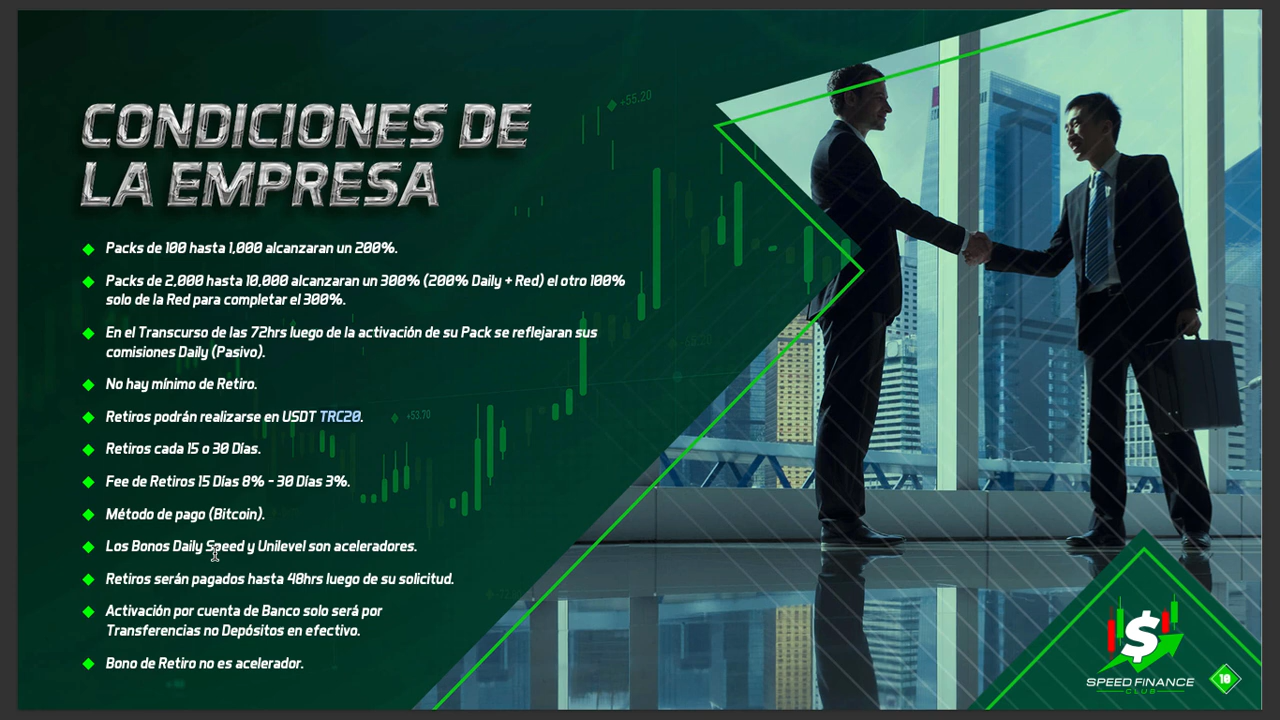 CONDICIONES DE
LA EMPRESA
Packs de 100 hasta 1,000 alcanzaran un 200%.
Packs de 2,000 hasta 10,000 alcanzaran un 300% (200% Daily + Red) el otro 100%
solo de la Red para completar el 300%.
En el Transcurso de las 72hrs luego de la activación de su Pack se reflejaran sus
comisiones Daily (Pasivo).
No hay mínimo de Retiro.
Retiros podrán realizarse en USDT TRC20.
Retiros cada 15 o 30 Días.
Fee de Retiros 15 Días 8% - 30 Días 3%.
Método de pago (Bitcoin).
Los Bonos Daily Speed y Unilevel son aceleradores.
Retiros serán pagados hasta 48hrs luego de su solicitud.
Activación por cuenta de Banco solo será por
Transferencias no Depósitos en efectivo.
Bono de Retiro no es acelerador.
+55.20
+53.70
$
SPEED FINANCE
CLUB
10